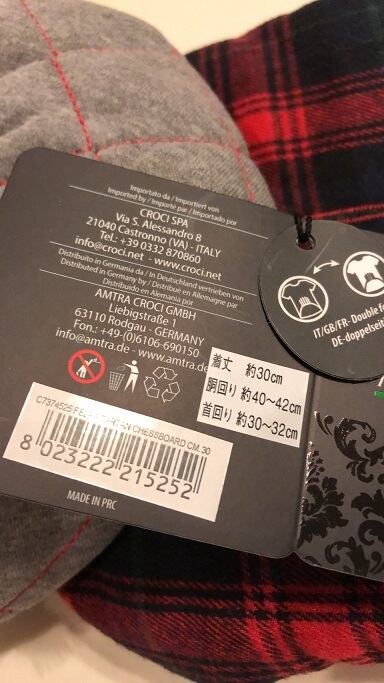 Importato da / Importiert von
Imported by / Importé par / Importado por
CROCI SPA
Via S. Alessandro 8
21040 Castronno (VA) - ITALY
Tel.: +39 0332 870860
info@croci.net - www.croci.net
Distribuito in Germania da / In Deutschland vertrieben von
Distributed in Germany by / Distribué en Allemagne par
Distribuido en Alemania por
AMTRA CROCI GMBH
Liebigstraße 1
63110 Rodgau - GERMANY
Fon.: +49-(0)6106-690150
info@amtra.de - www.amtra.de
着丈 約30cm
胴回り 約40~42cm
首回り 約30~32cm
CHESSBOARD CM.30
8 023222 215252
MADE IN PRC
IT/GB/FR- Double
DE-doppelseit